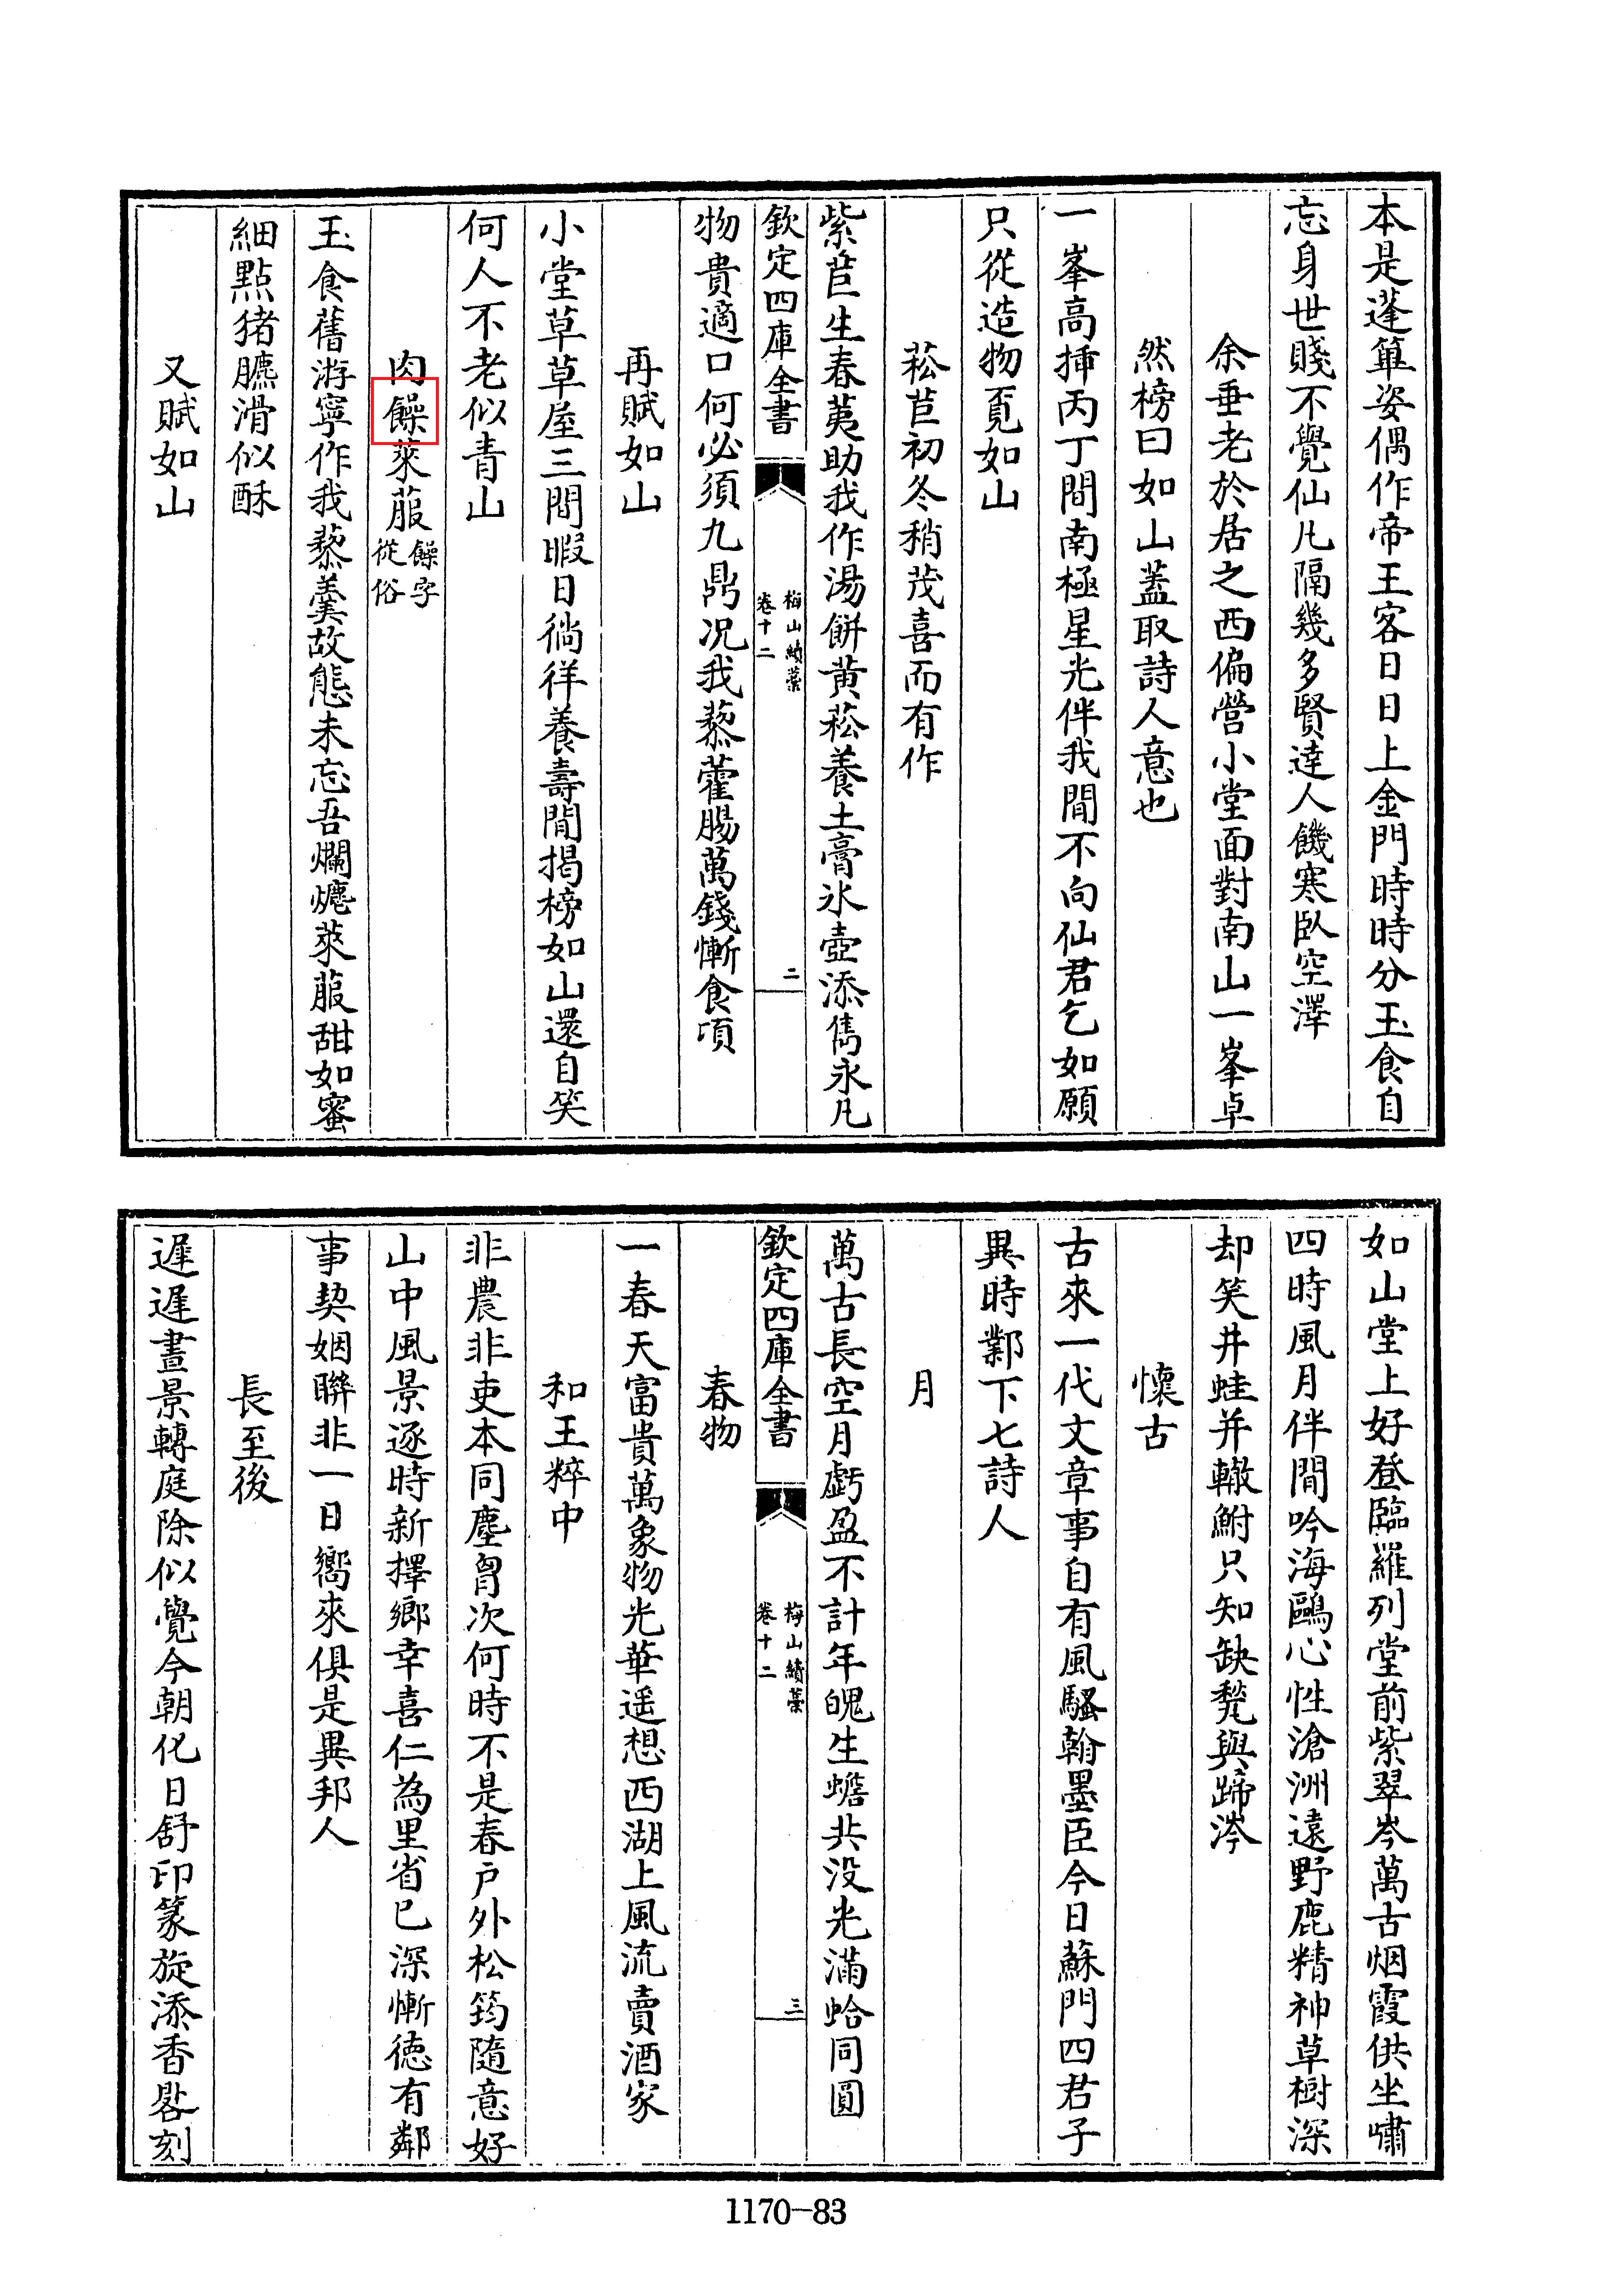 本是蓬蓽姿偶作帝王客日日上金門時時分玉食自
忘身世賤不覺仙凡隔幾多賢達人饑寒臥空澤
余垂老於居之西偏營小堂面對南山一峯卓
然榜曰如山蓋取詩人意也
一峯高揷丙丁間南極星光伴我閒不向仙君乞如願
只從造物覓如山
菘苣初冬稍茂喜而有作
紫苣生春荑助我作湯餅黄菘養土膏氷壺添雋永凡
欽定四庫全書
梅山續藁
卷十二
二
物貴適口何必須九鼎况我藜藿腸萬錢慚食頃
再賦如山
小堂草草屋三間暇日徜徉養壽閒揭榜如山還自笑
何人不老似青山
肉饇萊菔饇字從俗
玉食舊游寧作我藜羮故態未忘吾爛爊萊菔甜如蜜
細點猪臕滑似酥
又賦如山
如山堂上好登臨羅列堂前紫翠岑萬古烟霞供坐嘯
四時風月伴閒吟海鷗心性滄洲遠野鹿精神草樹深
却笑井蛙并轍鮒只知缺甃與蹄涔
懷古
古來一代文章事自有風騷翰墨臣今日蘇門四君子
異時鄴下七詩人
月
萬古長空月虧盈不計年魄生蟾共没光滿蛤同圓
欽定四庫全書
梅山續藁
卷十二
三
春物
一春天富貴萬象物光華遥想西湖上風流賣酒家
和王粹中
非農非吏本同塵胷次何時不是春户外松筠隨意好
山中風景逐時新擇鄉幸喜仁為里省已深慚徳有鄰
事契姻聨非一日嚮來俱是異邦人
長至後
遲遲晝景轉庭除似覺今朝化日舒印篆旋添香晷刻
1170-83